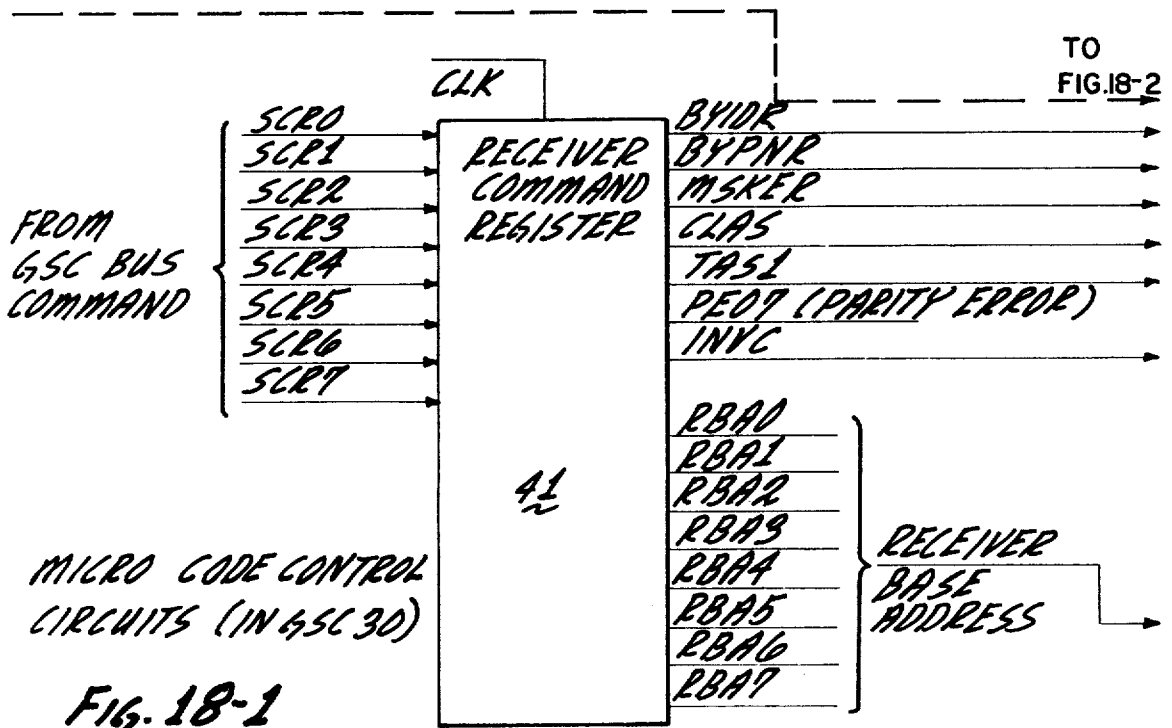 TO
FIG.18-2
CLK
FROM
GSC BUS
COMMAND
SCR0
SCR1
SCR2
SCR3
SCR4
SCR5
SCR6
SCR7
RECEIVER
COMMAND
REGISTER
41
BYIDR
BYPNR
MSKER
CLAS
TAS1
PE07 (PARITY ERROR)
INVC
RBA0
RBA1
RBA2
RBA3
RBA4
RBA5
RBA6
RBA7
RECEIVER
BASE
ADDRESS
MICRO CODE CONTROL
CIRCUITS (IN GSC 30)
FIG. 18-1